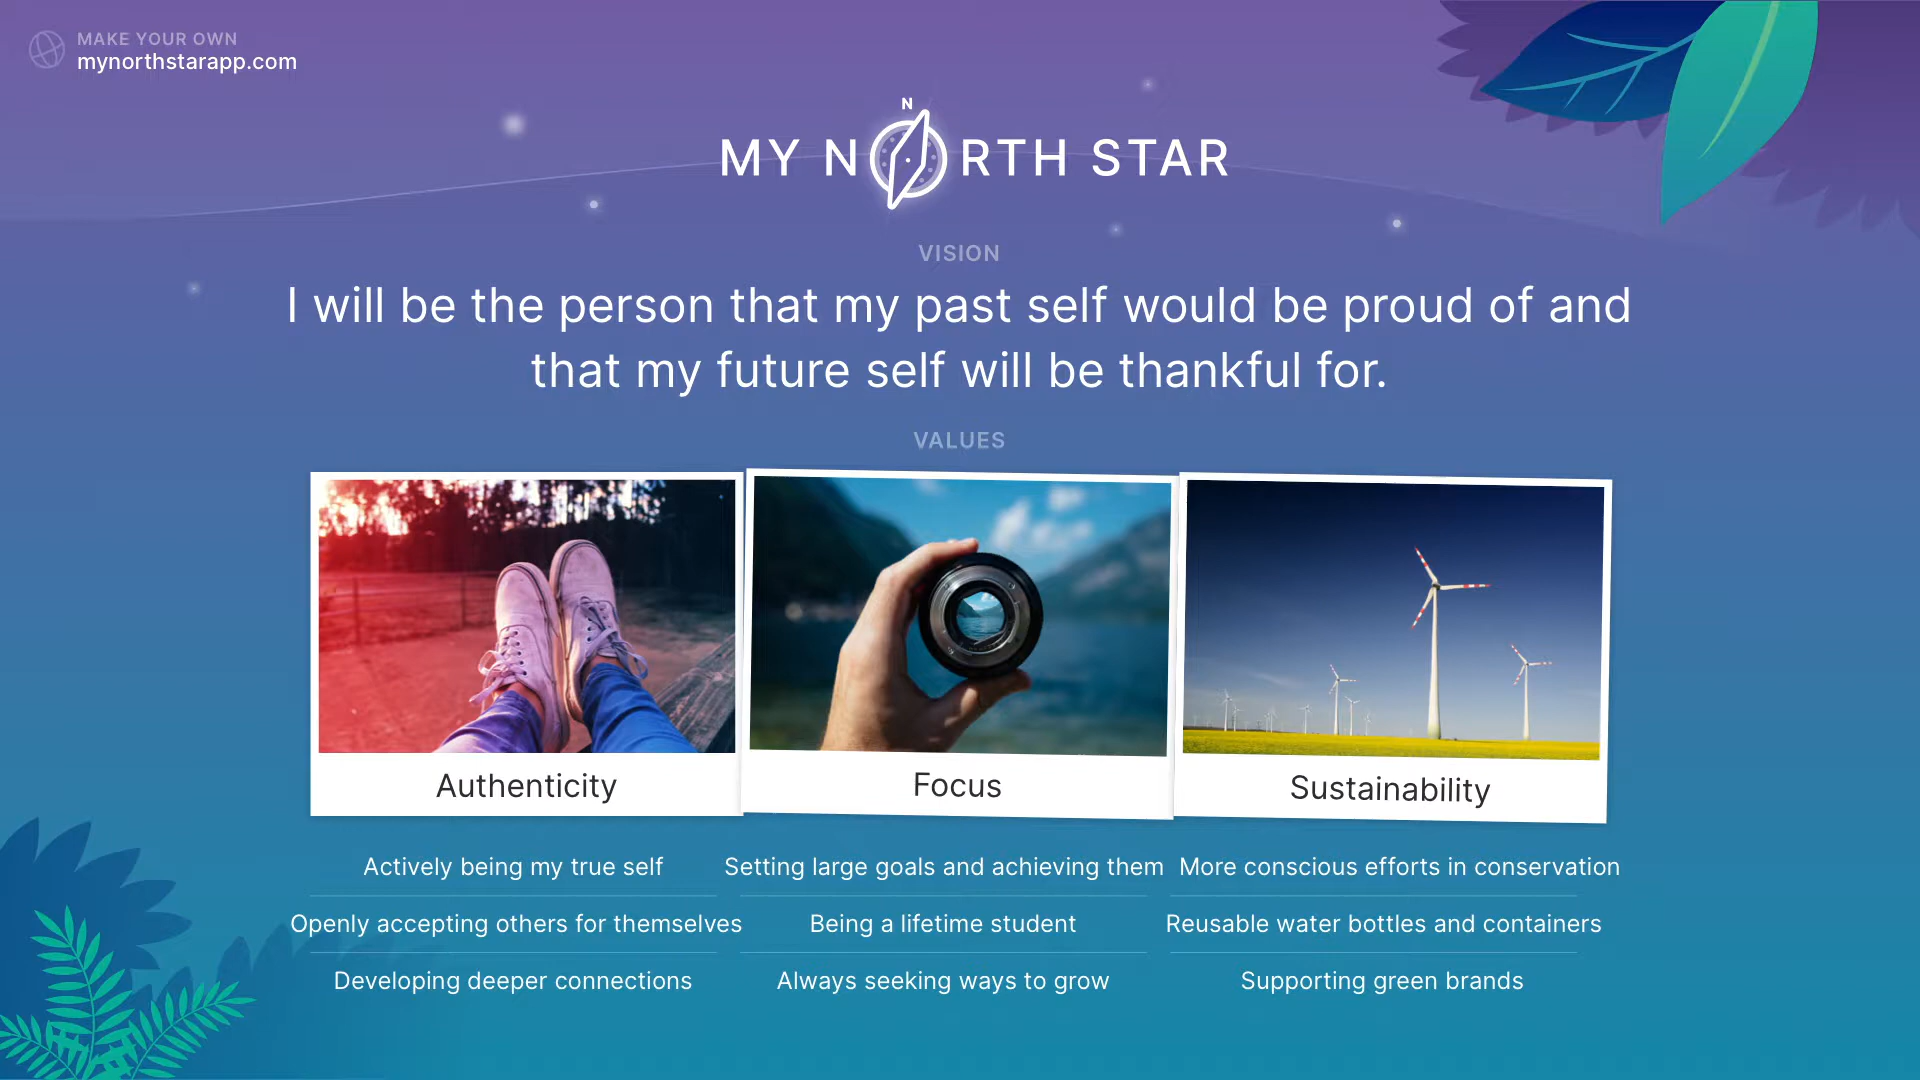 MAKE YOUR OWN
mynorthstarapp.com
N
MY NORTH STAR
VISION
I will be the person that my past self would be proud of and
that my future self will be thankful for.
VALUES
Authenticity
Focus
Sustainability
Actively being my true self
Setting large goals and achieving them
More conscious efforts in conservation
Openly accepting others for themselves
Being a lifetime student
Reusable water bottles and containers
Developing deeper connections
Always seeking ways to grow
Supporting green brands